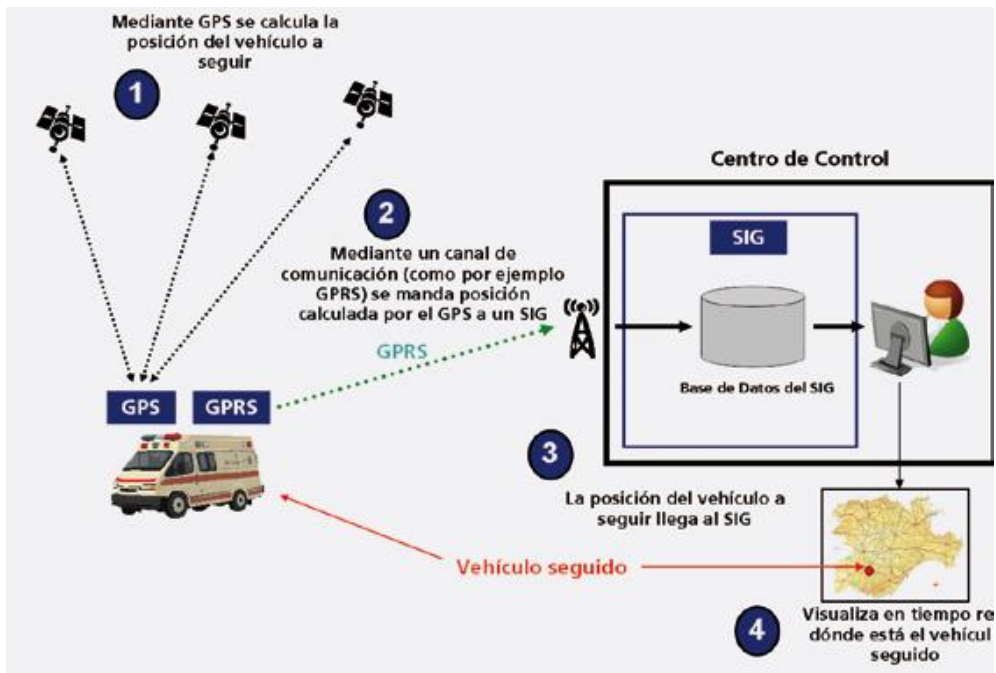 Mediante GPS se calcula la
posición del vehículo a
seguir
1
Centro de Control
2
Mediante un canal de
comunicación (como por ejemplo
GPRS) se manda posición
calculada por el GPS a un SIG
SIG
GPRS
Base de Datos del SIG
GPS
GPRS
3
La posición del vehículo a
seguir llega al SIG
Vehículo seguido
4
Visualiza en tiempo re
dónde está el vehícul
seguido